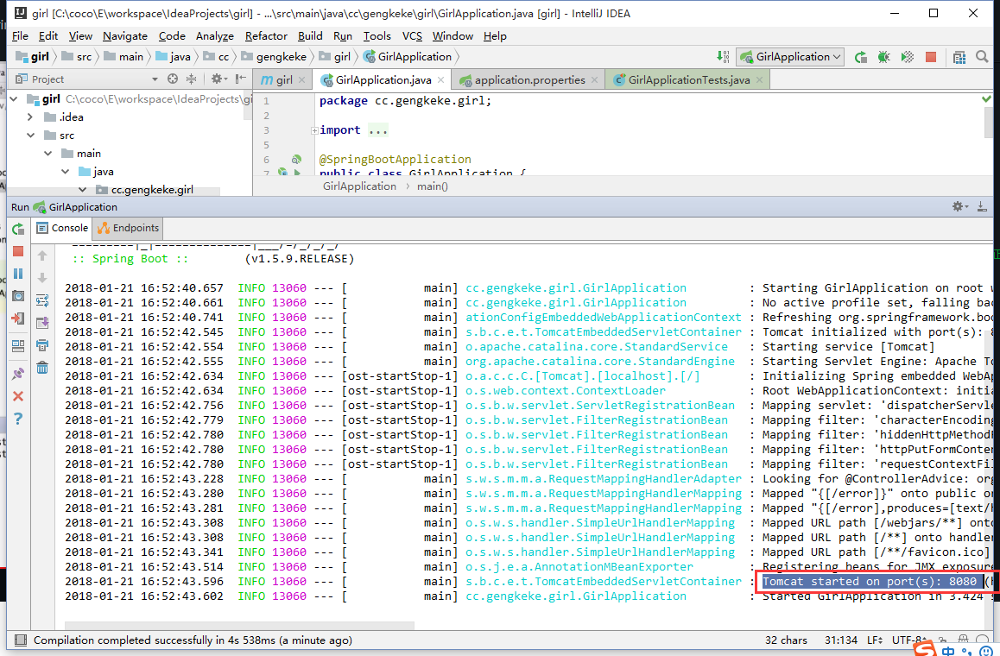 girl [C:\coco\E\workspace\IdeaProjects\girl] - ...\src\main\java\cc\gengkeke\girl\GirlApplication.java [girl] - IntelliJ IDEA
File Edit View Navigate Code Analyze Refactor Build Run Tools VCS Window Help
girl src main java cc gengkeke girl GirlApplication GirlApplication
Project m girl GirlApplication.java application.properties GirlApplicationTests.java
girl C:\coco\E\workspace\IdeaProjects\gi
.idea
src
main
java
cc.gengkeke.girl
1 package cc.gengkeke.girl;
2
3 import ...
5
6 @SpringBootApplication
7 public class GirlApplication {
GirlApplication main()
Run GirlApplication
Console Endpoints
:: Spring Boot :: (v1.5.9.RELEASE)
2018-01-21 16:52:40.657 INFO 13060 --- [ main] cc.gengkeke.girl.GirlApplication : Starting GirlApplication on root w
2018-01-21 16:52:40.661 INFO 13060 --- [ main] cc.gengkeke.girl.GirlApplication : No active profile set, falling bac
2018-01-21 16:52:40.741 INFO 13060 --- [ main] ationConfigEmbeddedWebApplicationContext : Refreshing org.springframework.boo
2018-01-21 16:52:42.545 INFO 13060 --- [ main] s.b.c.e.t.TomcatEmbeddedServletContainer : Tomcat initialized with port(s): 8
2018-01-21 16:52:42.554 INFO 13060 --- [ main] o.apache.catalina.core.StandardService : Starting service [Tomcat]
2018-01-21 16:52:42.555 INFO 13060 --- [ main] org.apache.catalina.core.StandardEngine : Starting Servlet Engine: Apache To
2018-01-21 16:52:42.634 INFO 13060 --- [ost-startStop-1] o.a.c.c.C.[Tomcat].[localhost].[/] : Initializing Spring embedded WebAp
2018-01-21 16:52:42.634 INFO 13060 --- [ost-startStop-1] o.s.web.context.ContextLoader : Root WebApplicationContext: initia
2018-01-21 16:52:42.756 INFO 13060 --- [ost-startStop-1] o.s.b.w.servlet.ServletRegistrationBean : Mapping servlet: 'dispatcherServle
2018-01-21 16:52:42.779 INFO 13060 --- [ost-startStop-1] o.s.b.w.servlet.FilterRegistrationBean : Mapping filter: 'characterEncoding
2018-01-21 16:52:42.780 INFO 13060 --- [ost-startStop-1] o.s.b.w.servlet.FilterRegistrationBean : Mapping filter: 'hiddenHttpMethodF
2018-01-21 16:52:42.780 INFO 13060 --- [ost-startStop-1] o.s.b.w.servlet.FilterRegistrationBean : Mapping filter: 'httpPutFormConten
2018-01-21 16:52:42.780 INFO 13060 --- [ost-startStop-1] o.s.b.w.servlet.FilterRegistrationBean : Mapping filter: 'requestContextFil
2018-01-21 16:52:43.228 INFO 13060 --- [ main] s.w.s.m.m.a.RequestMappingHandlerAdapter : Looking for @ControllerAdvice: org
2018-01-21 16:52:43.280 INFO 13060 --- [ main] s.w.s.m.m.a.RequestMappingHandlerMapping : Mapped "{[/error]}" onto public or
2018-01-21 16:52:43.281 INFO 13060 --- [ main] s.w.s.m.m.a.RequestMappingHandlerMapping : Mapped "{[/error],produces=[text/h
2018-01-21 16:52:43.308 INFO 13060 --- [ main] o.s.w.s.handler.SimpleUrlHandlerMapping : Mapped URL path [/webjars/**] onto
2018-01-21 16:52:43.308 INFO 13060 --- [ main] o.s.w.s.handler.SimpleUrlHandlerMapping : Mapped URL path [/**] onto handler
2018-01-21 16:52:43.341 INFO 13060 --- [ main] o.s.w.s.handler.SimpleUrlHandlerMapping : Mapped URL path [/**/favicon.ico]
2018-01-21 16:52:43.514 INFO 13060 --- [ main] o.s.j.e.a.AnnotationMBeanExporter : Registering beans for JMX exposure
2018-01-21 16:52:43.596 INFO 13060 --- [ main] s.b.c.e.t.TomcatEmbeddedServletContainer : Tomcat started on port(s): 8080 (h
2018-01-21 16:52:43.602 INFO 13060 --- [ main] cc.gengkeke.girl.GirlApplication : Started GirlApplication in 3.424
Compilation completed successfully in 4s 538ms (a minute ago) 32 chars 31:134 LF UTF-8
中